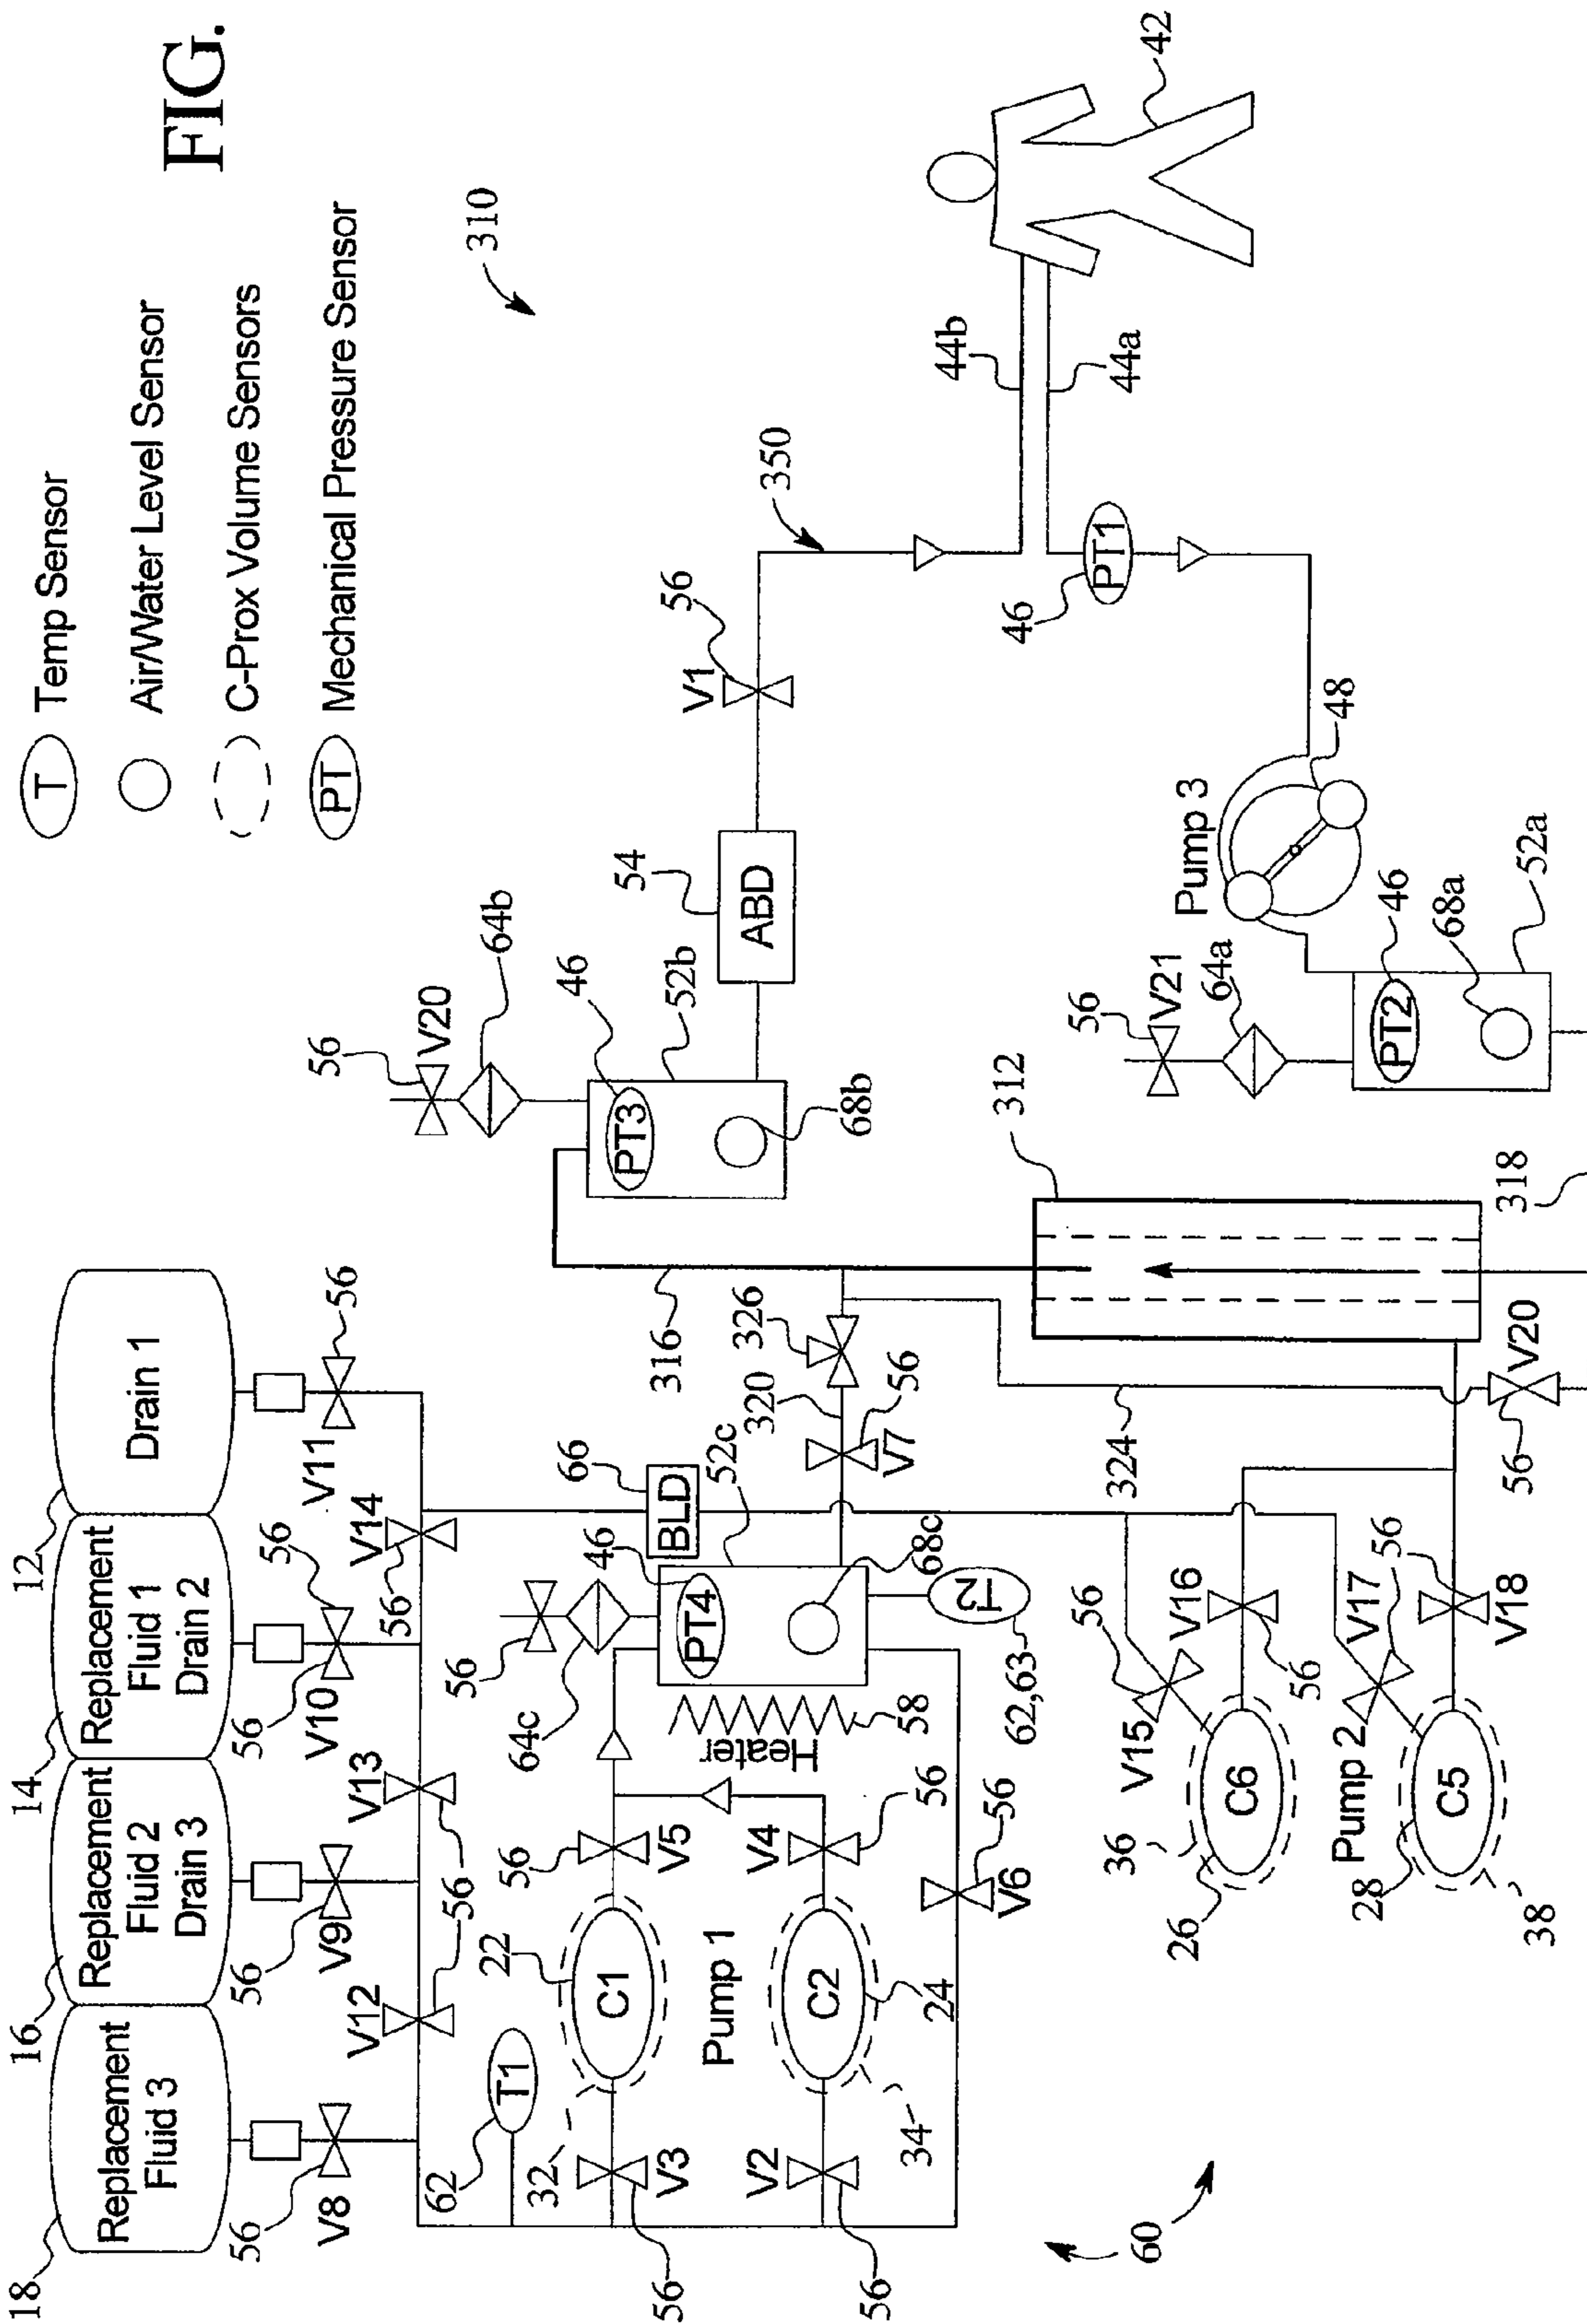 FIG.
T Temp Sensor
Air/Water Level Sensor
C-Prox Volume Sensors
PT Mechanical Pressure Sensor
310
18
16
14
12
Replacement
Fluid 3
Replacement
Fluid 2
Drain 3
Replacement
Fluid 1
Drain 2
Drain 1
56
V8
56
V9
56
V10
56
V11
56
V12
56
V13
56
V14
56
62
T1
66
BLD
32
22
C1
V3
56
56
V5
Pump 1
34
24
C2
V2
56
V4
56
V6
56
60
56
64c
46
PT4
52c
68c
Heater
58
T2
62,63
320
V7
56
326
316
324
56
V20
64b
46
PT3
52b
68b
54
ABD
V1
56
350
44b
44a
42
46
PT1
Pump 3
48
56
V21
64a
46
PT2
68a
52a
312
318
V20
56
V15
56
V16
56
36
26
C6
Pump 2
V17
56
V18
28
C5
38